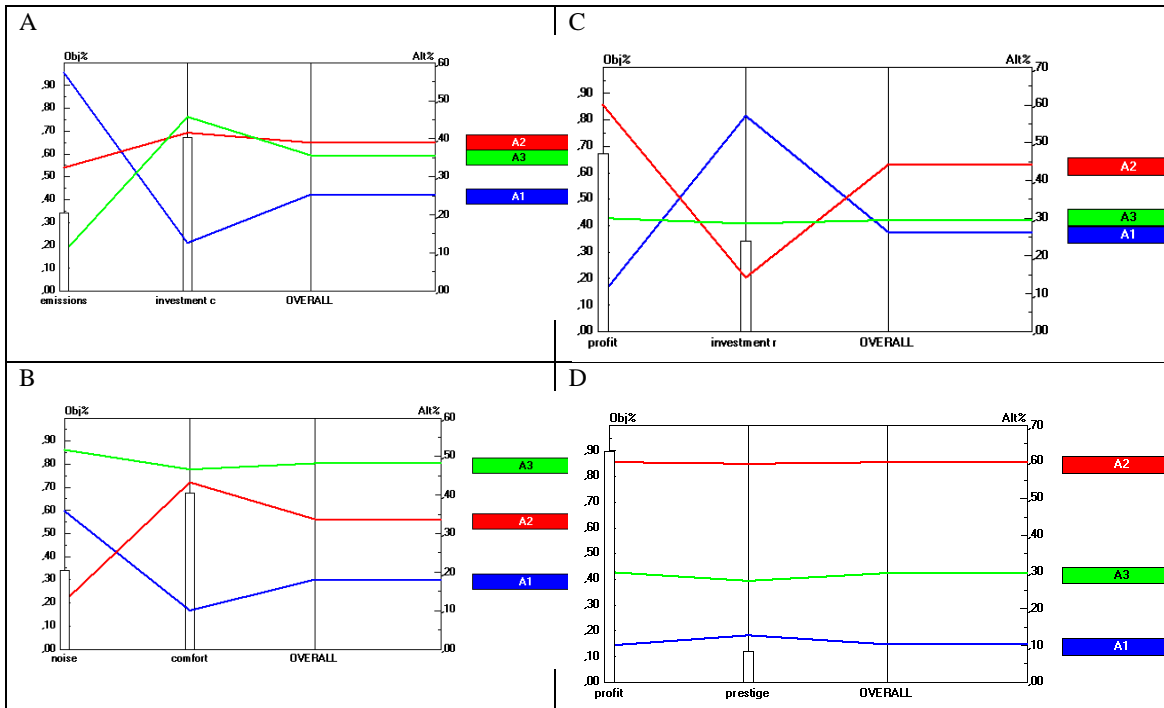 A
Obj% Alt%
,60
,90
,80
,50
,70
,60
,40
A2
A3
,50
,30
,40
A1
,30
,20
,20
,10
,10
,00 ,00
emissions investment c OVERALL
C
Obj% Alt%
,70
,90
,60
,80
,70
,50
,60
A2
,40
,50
,40
,30
A3
A1
,30
,20
,20
,10
,10
,00 ,00
profit investment r OVERALL
B
Obj% Alt%
,60
,90
,50
,80
A3
,70
,40
,60
A2
,50
,30
,40
,20
,30
A1
,20
,10
,10
,00 ,00
noise comfort OVERALL
D
Obj% Alt%
,70
,90
,60
A2
,80
,70
,50
,60
,40
,50
,40
,30
A3
,30
,20
,20
,10
A1
,10
,00 ,00
profit prestige OVERALL